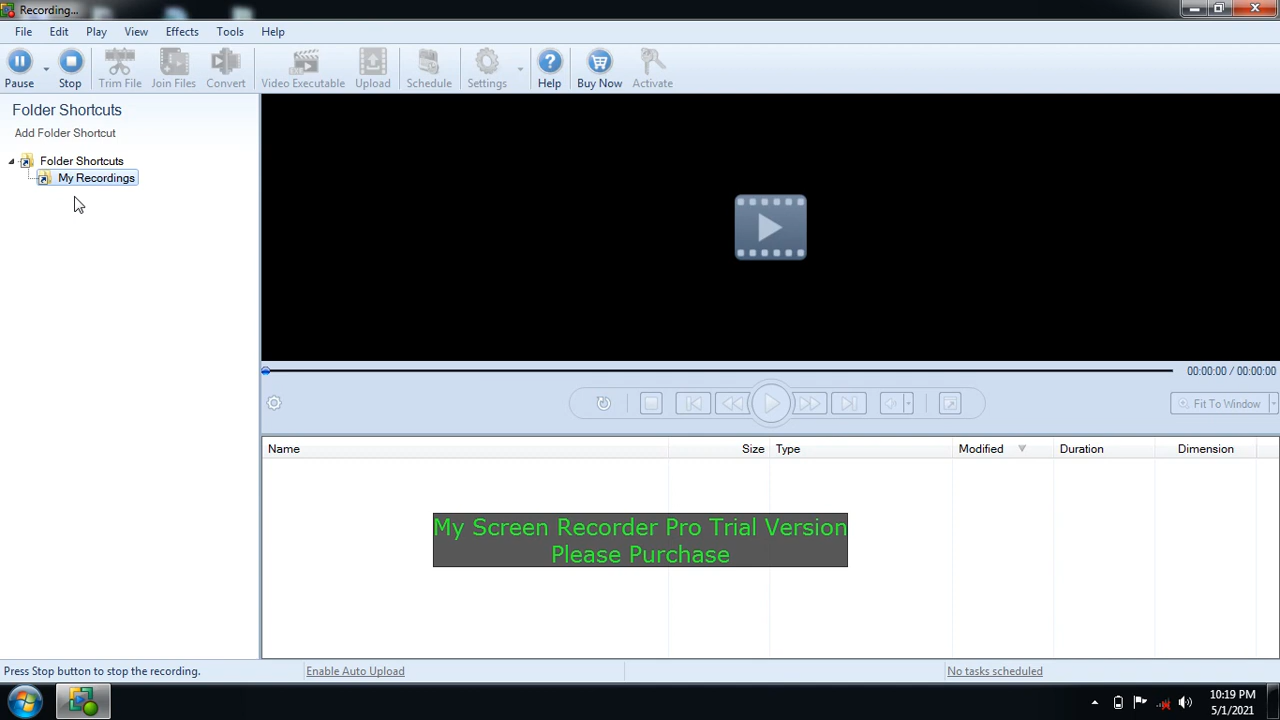 Recording...
File Edit Play View Effects Tools Help
Pause Stop Trim File Join Files Convert Video Executable Upload Schedule Settings Help Buy Now Activate
Folder Shortcuts
Add Folder Shortcut
Folder Shortcuts
My Recordings
00:00:00 / 00:00:00
Fit To Window
Name Size Type Modified Duration Dimension
My Screen Recorder Pro Trial Version
Please Purchase
Press Stop button to stop the recording. Enable Auto Upload No tasks scheduled
10:19 PM
5/1/2021